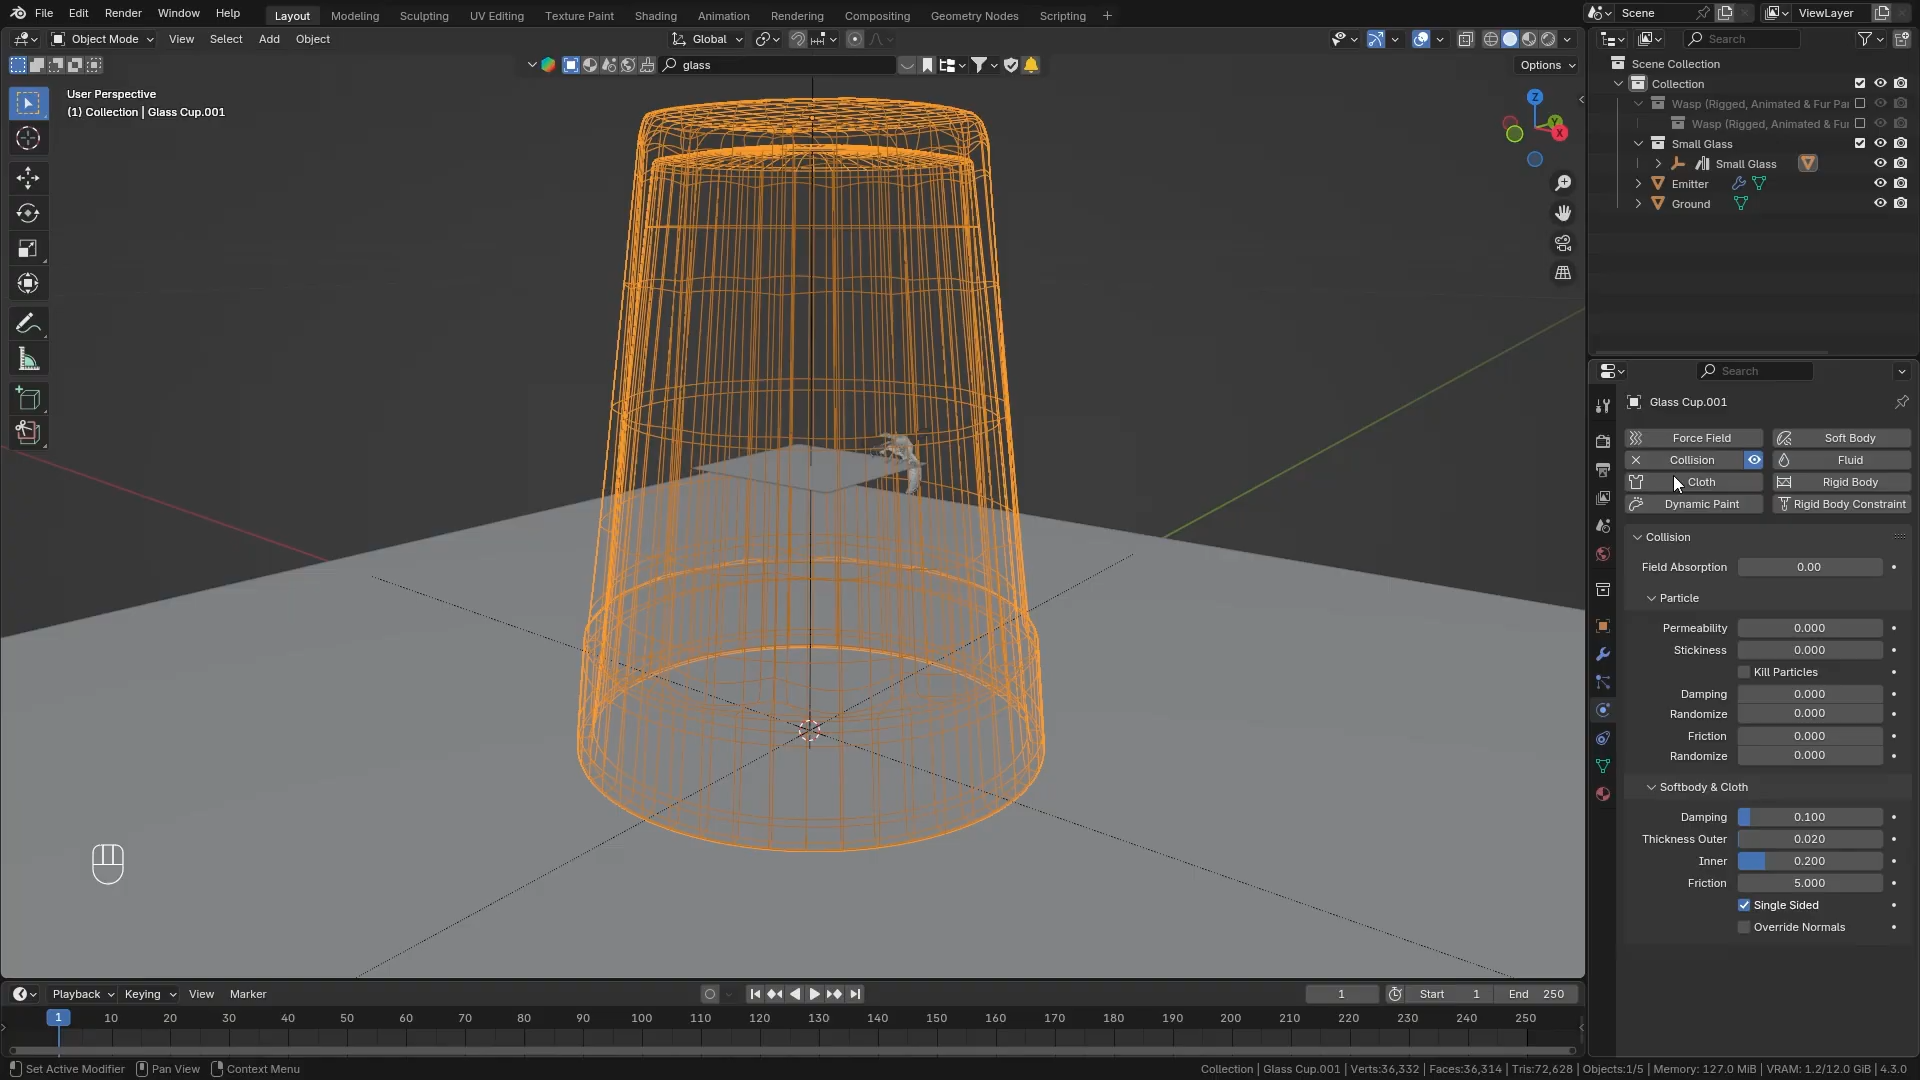 File Edit Render Window Help Layout Modeling Sculpting UV Editing Texture Paint Shading Animation Rendering Compositing Geometry Nodes Scripting + Scene ViewLayer
Object Mode View Select Add Object Global Search
glass Options
User Perspective
(1) Collection | Glass Cup.001
Z
Y
X
Scene Collection
Collection
Wasp (Rigged, Animated & Fur Par
Wasp (Rigged, Animated & Fur
Small Glass
Small Glass
Emitter
Ground
Search
Glass Cup.001
Force Field Soft Body
Collision Fluid
Cloth Rigid Body
Dynamic Paint Rigid Body Constraint
Collision
Field Absorption 0.00
Particle
Permeability 0.000
Stickiness 0.000
Kill Particles
Damping 0.000
Randomize 0.000
Friction 0.000
Randomize 0.000
Softbody & Cloth
Damping 0.100
Thickness Outer 0.020
Inner 0.200
Friction 5.000
Single Sided
Override Normals
Playback Keying View Marker 1 Start 1 End 250
1 10 20 30 40 50 60 70 80 90 100 110 120 130 140 150 160 170 180 190 200 210 220 230 240 250
Set Active Modifier Pan View Context Menu Collection | Glass Cup.001 | Verts:36,332 | Faces:36,314 | Tris:72,628 | Objects:1/5 | Memory: 127.0 MiB | VRAM: 1.2/12.0 GiB | 4.3.0